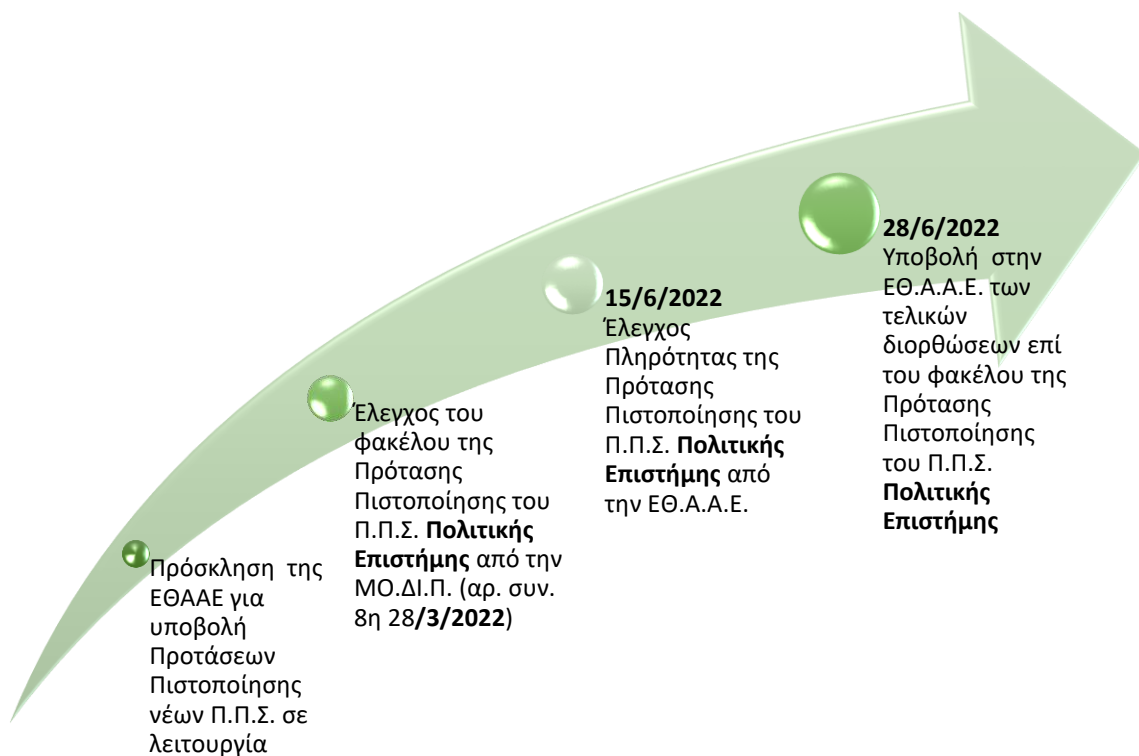 Πρόσκληση της
ΕΘΑΑΕ για
υποβολή
Προτάσεων
Πιστοποίησης
νέων Π.Π.Σ. σε
λειτουργία
Έλεγχος του
φακέλου της
Πρότασης
Πιστοποίησης του
Π.Π.Σ. Πολιτικής
Επιστήμης από την
ΜΟ.ΔΙ.Π. (αρ. συν.
8η 28/3/2022)
15/6/2022
Έλεγχος
Πληρότητας της
Πρότασης
Πιστοποίησης του
Π.Π.Σ. Πολιτικής
Επιστήμης από
την ΕΘ.Α.Α.Ε.
28/6/2022
Υποβολή στην
ΕΘ.Α.Α.Ε. των
τελικών
διορθώσεων επί
του φακέλου της
Πρότασης
Πιστοποίησης
του Π.Π.Σ.
Πολιτικής
Επιστήμης